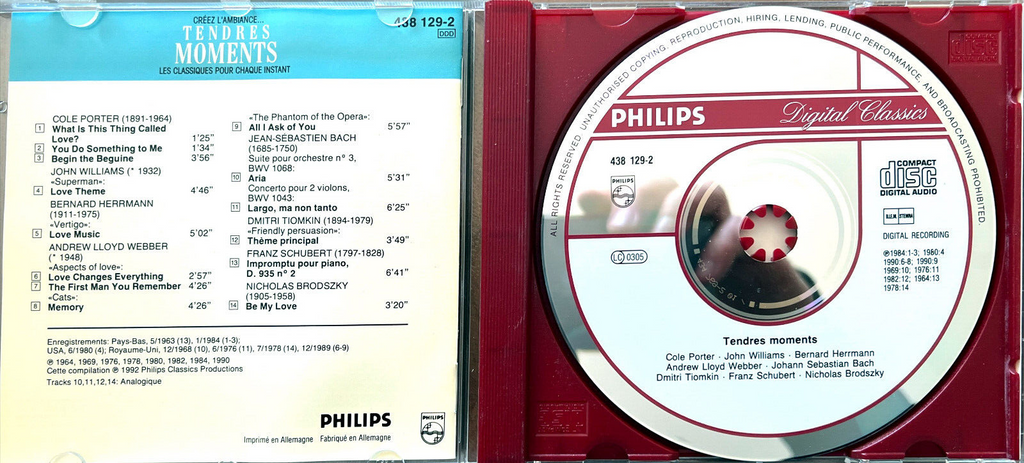 CRÉEZ L'AMBIANCE...
TENDRES
MOMENTS
LES CLASSIQUES POUR CHAQUE INSTANT
438 129-2
DDD
COLE PORTER (1891-1964)
1 What Is This Thing Called
Love? 1'25"
2 You Do Something to Me 1'34"
3 Begin the Beguine 3'56"
JOHN WILLIAMS (* 1932)
«Superman»:
4 Love Theme 4'46"
BERNARD HERRMANN
(1911-1975)
«Vertigo»:
5 Love Music 5'02"
ANDREW LLOYD WEBBER
(* 1948)
«Aspects of love»:
6 Love Changes Everything 2'57"
7 The First Man You Remember 4'26"
«Cats»:
8 Memory 4'26"
«The Phantom of the Opera»:
9 All I Ask of You 5'57"
JEAN-SÉBASTIEN BACH
(1685-1750)
Suite pour orchestre n° 3,
BWV 1068:
10 Aria 5'31"
Concerto pour 2 violons,
BWV 1043:
11 Largo, ma non tanto 6'25"
DMITRI TIOMKIN (1894-1979)
«Friendly persuasion»:
12 Thème principal 3'49"
FRANZ SCHUBERT (1797-1828)
13 Impromptu pour piano,
D. 935 n° 2 6'41"
NICHOLAS BRODSZKY
(1905-1958)
14 Be My Love 3'20"
Enregistrements: Pays-Bas, 5/1963 (13), 1/1984 (1-3);
USA, 6/1980 (4); Royaume-Uni, 12/1968 (10), 6/1976 (11), 7/1978 (14), 12/1989 (6-9)
℗ 1964, 1969, 1976, 1978, 1980, 1982, 1984, 1990
Cette compilation ℗ 1992 Philips Classics Productions
Tracks 10,11,12,14: Analogique
PHILIPS
Imprimé en Allemagne Fabriqué en Allemagne
PHILIPS
ALL RIGHTS RESERVED UNAUTHORISED COPYING, REPRODUCTION, HIRING, LENDING, PUBLIC PERFORMANCE, AND BROADCASTING PROHIBITED.
PHILIPS Digital Classics
438 129-2
PHILIPS
COMPACT
disc
DIGITAL AUDIO
B.I.E.M. STEMRA
DIGITAL RECORDING
LC 0305
℗1984:1-3; 1960:4
1990:6-8; 1990:9
1969:10; 1976:11
1982:12; 1964:13
1978:14
Tendres moments
Cole Porter · John Williams · Bernard Herrmann
Andrew Lloyd Webber · Johann Sebastian Bach
Dmitri Tiomkin · Franz Schubert · Nicholas Brodszky